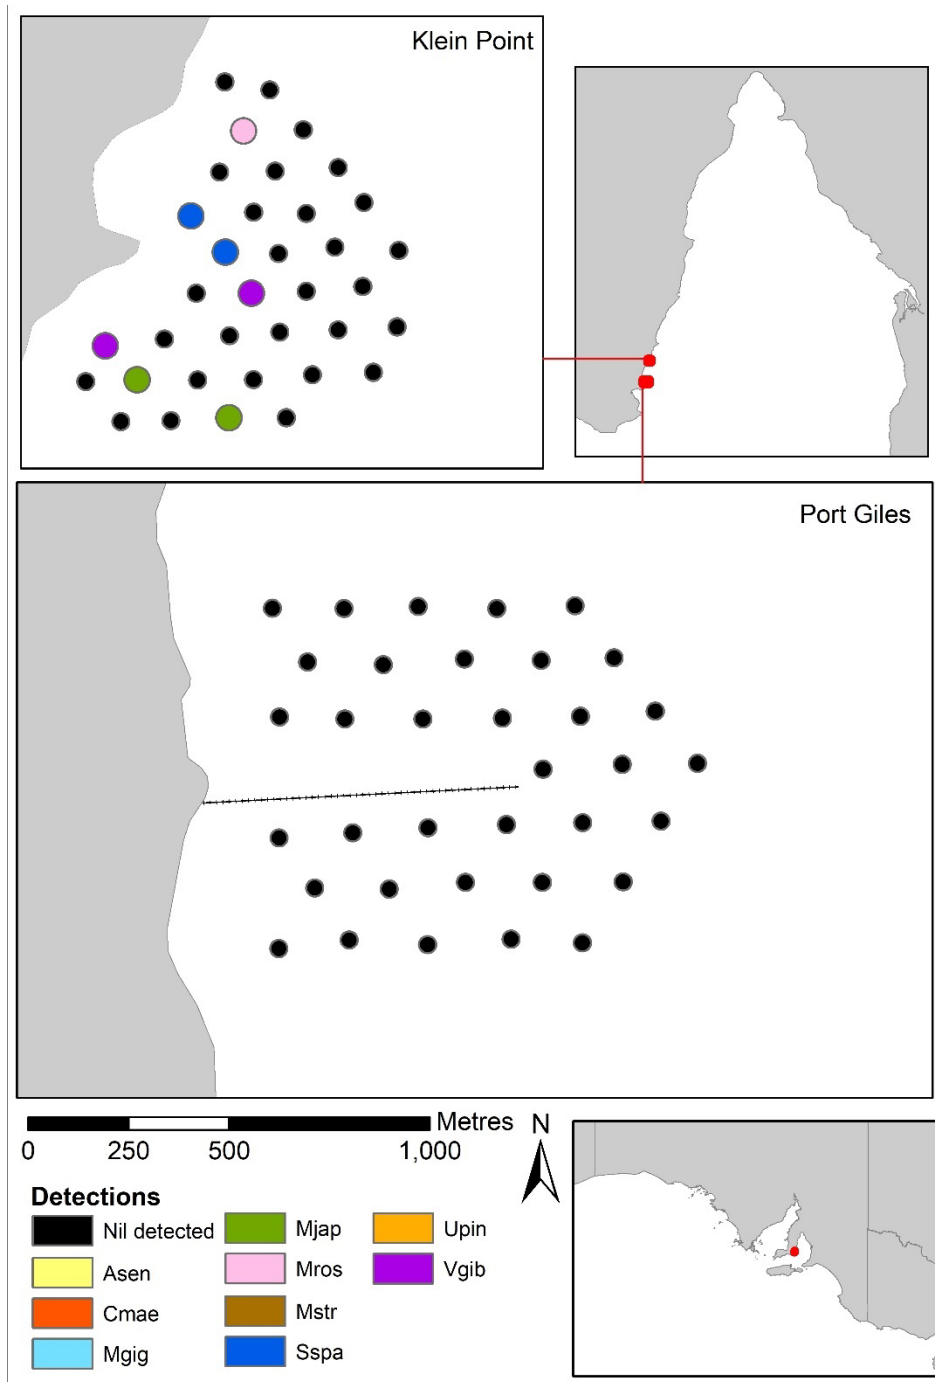 Klein Point
Port Giles
Metres
0 250 500 1,000
N
Detections
Nil detected
Asen
Cmae
Mgig
Mjap
Mros
Mstr
Sspa
Upin
Vgib